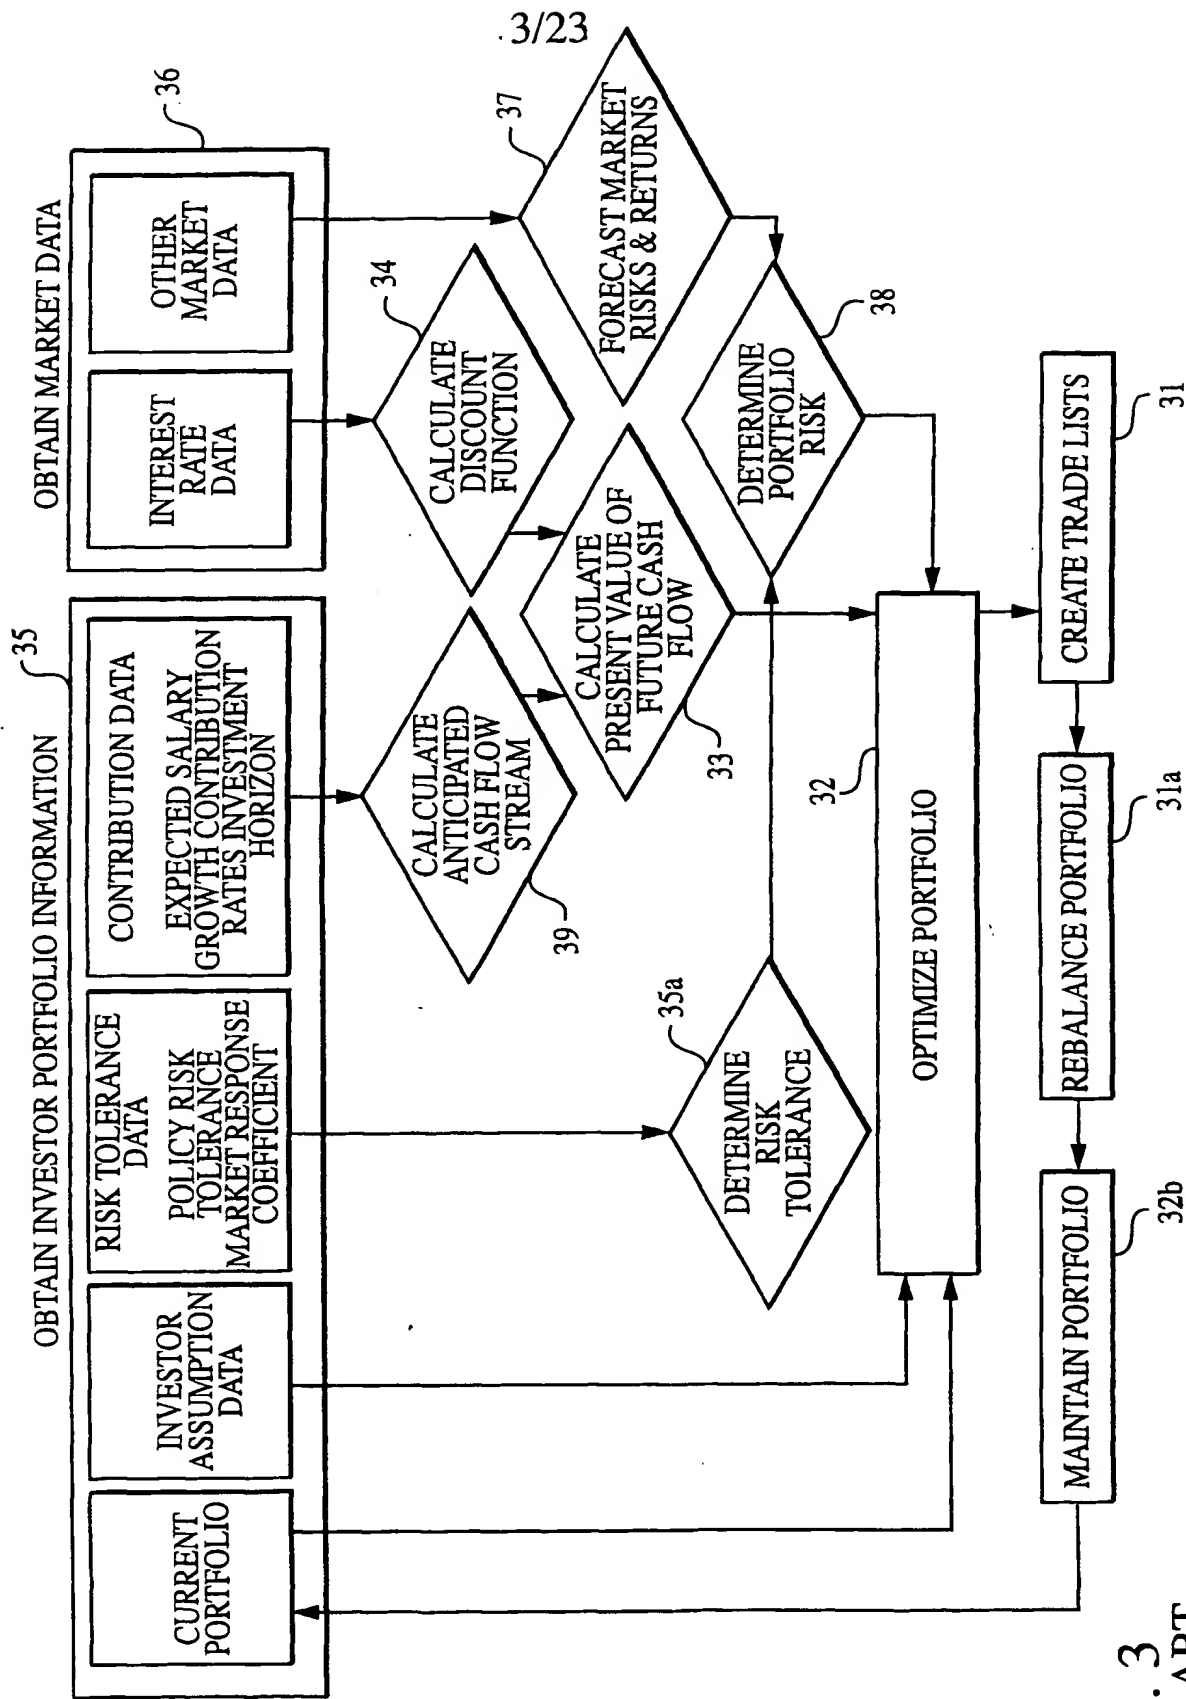 3/23
OBTAIN INVESTOR PORTFOLIO INFORMATION
35
CURRENT
PORTFOLIO
INVESTOR
ASSUMPTION
DATA
RISK TOLERANCE
DATA
POLICY RISK
TOLERANCE
MARKET RESPONSE
COEFFICIENT
CONTRIBUTION DATA
EXPECTED SALARY
GROWTH CONTRIBUTION
RATES INVESTMENT
HORIZON
OBTAIN MARKET DATA
36
INTEREST
RATE
DATA
OTHER
MARKET
DATA
CALCULATE
ANTICIPATED
CASH FLOW
STREAM
39
CALCULATE
DISCOUNT
FUNCTION
34
CALCULATE
PRESENT VALUE OF
FUTURE CASH
FLOW
33
FORECAST MARKET
RISKS & RETURNS
37
DETERMINE
RISK
TOLERANCE
35a
DETERMINE
PORTFOLIO
RISK
38
OPTIMIZE PORTFOLIO
32
MAINTAIN PORTFOLIO
32b
REBALANCE PORTFOLIO
31a
CREATE TRADE LISTS
31
. 3
ART